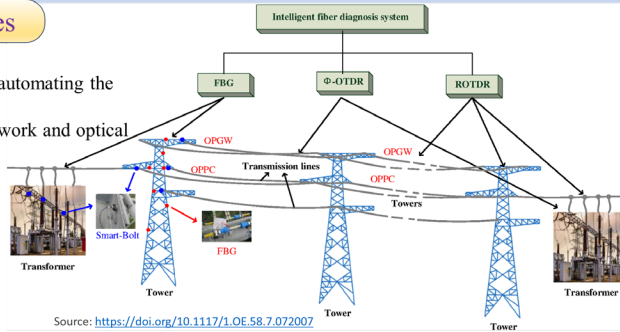 es
Intelligent fiber diagnosis system
automating the
FBG
Φ-OTDR
ROTDR
work and optical
OPGW
OPGW
Transmission lines
OPPC
OPPC
Towers
Smart-Bolt
FBG
Transformer
Transformer
Tower
Tower
Tower
Source: https://doi.org/10.1117/1.OE.58.7.072007